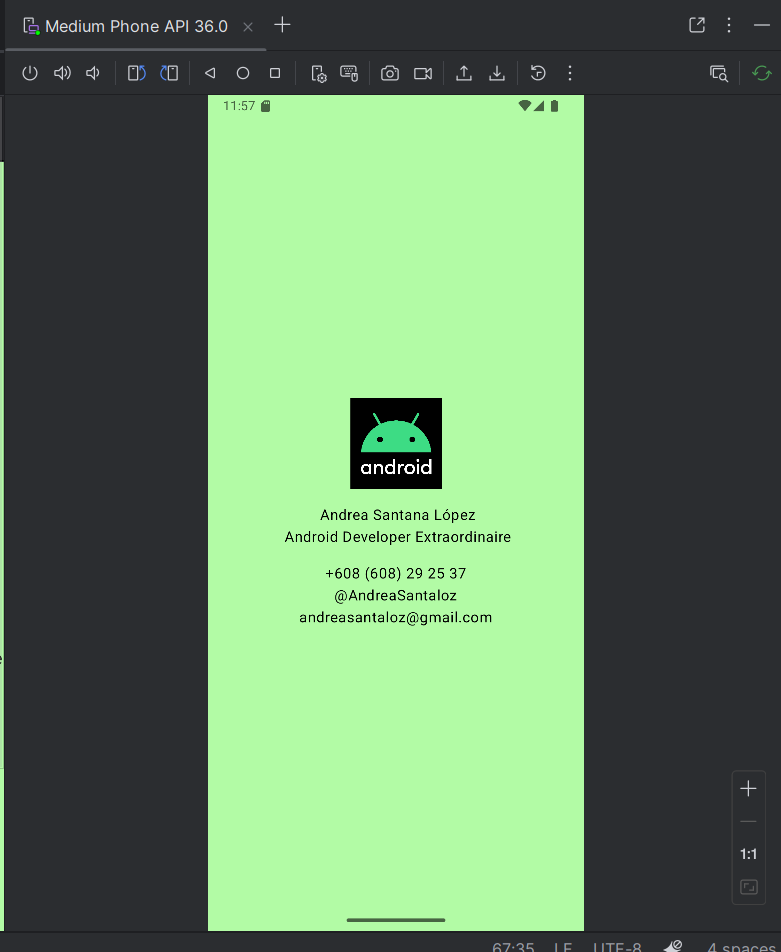 Medium Phone API 36.0
11:57
android
Andrea Santana López
Android Developer Extraordinaire
+608 (608) 29 25 37
@AndreaSantaloz
andreasantaloz@gmail.com
1:1
67:35 LF UTF-8 4 spaces